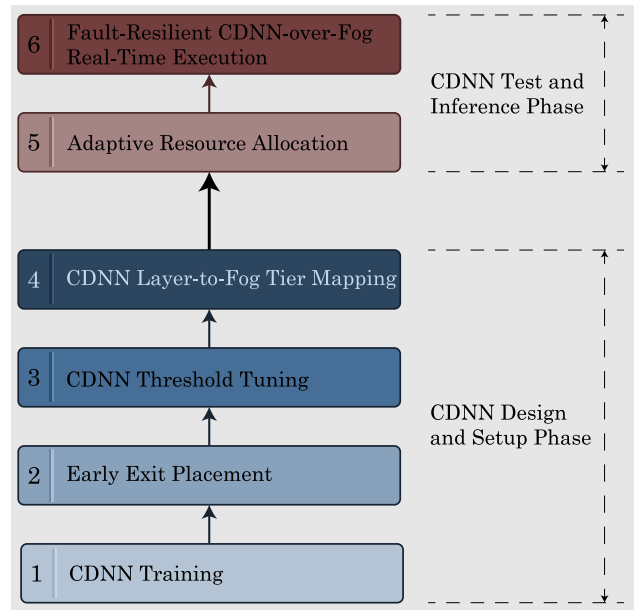 6
Fault-Resilient CDNN-over-Fog
Real-Time Execution
5
Adaptive Resource Allocation
CDNN Test and
Inference Phase
4
CDNN Layer-to-Fog Tier Mapping
3
CDNN Threshold Tuning
2
Early Exit Placement
1
CDNN Training
CDNN Design
and Setup Phase